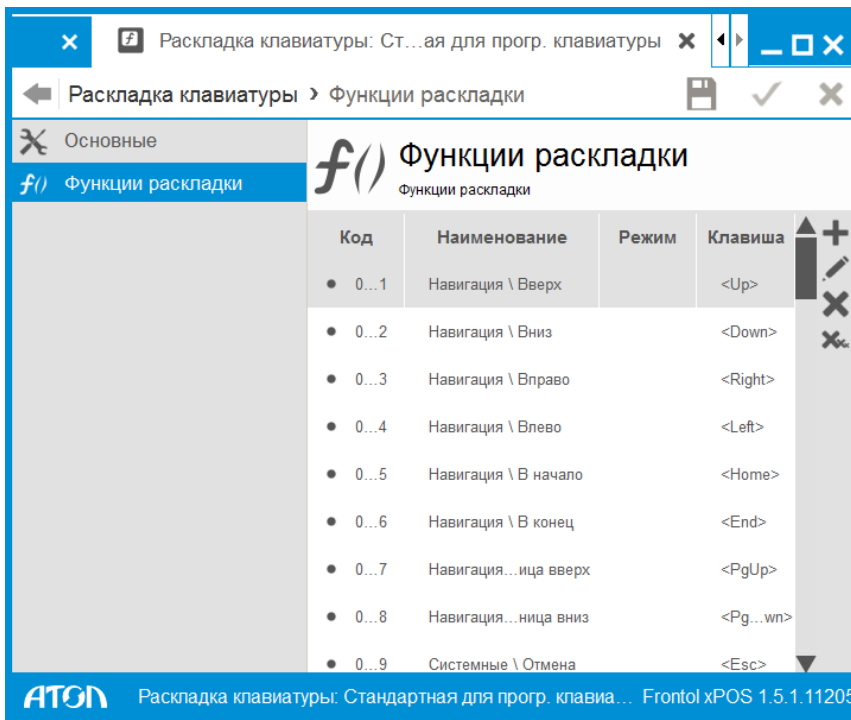 Раскладка клавиатуры: Ст...ая для прогр. клавиатуры
Раскладка клавиатуры › Функции раскладки
Основные
f() Функции раскладки
f() Функции раскладки
Функции раскладки
Код Наименование Режим Клавиша
0...1 Навигация \ Вверх <Up>
0...2 Навигация \ Вниз <Down>
0...3 Навигация \ Вправо <Right>
0...4 Навигация \ Влево <Left>
0...5 Навигация \ В начало <Home>
0...6 Навигация \ В конец <End>
0...7 Навигация...ица вверх <PgUp>
0...8 Навигация...ница вниз <Pg...wn>
0...9 Системные \ Отмена <Esc>
АТОЛ Раскладка клавиатуры: Стандартная для прогр. клавиа... Frontol xPOS 1.5.1.11205